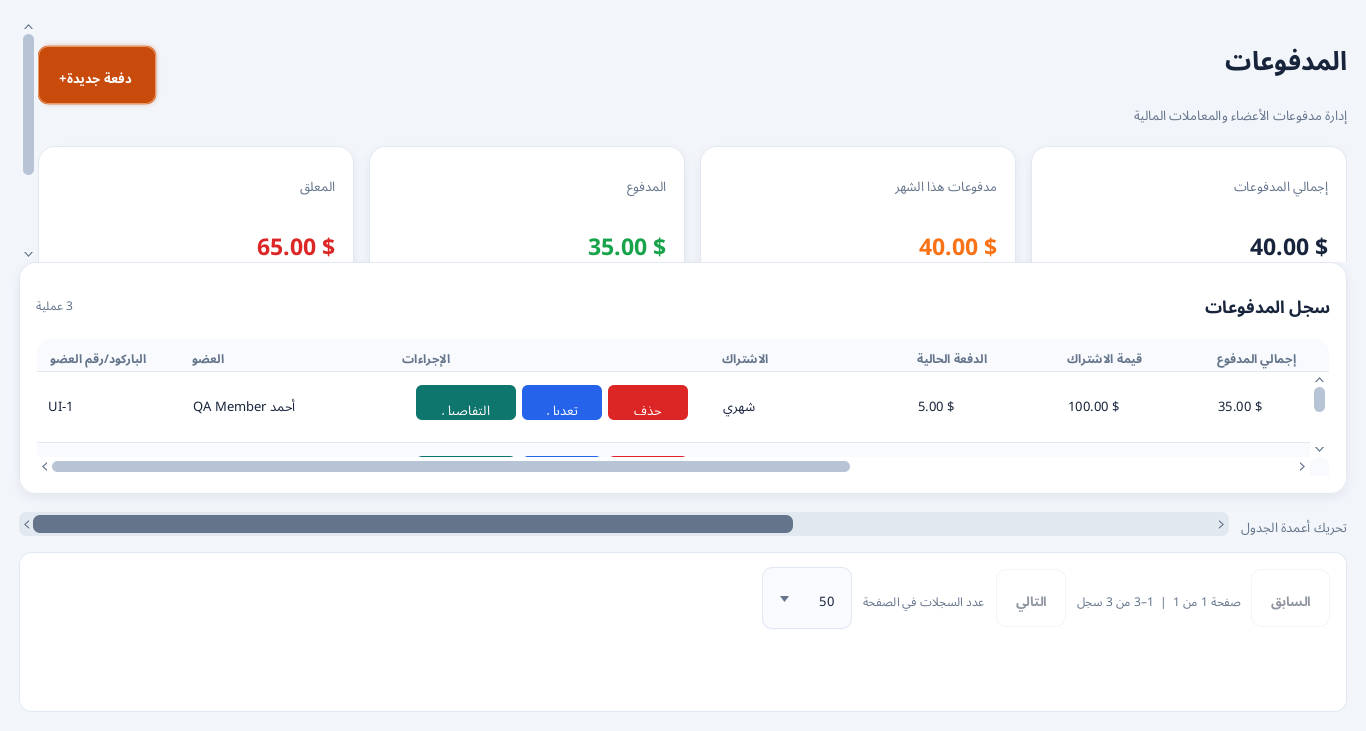 المدفوعات
دفعة جديدة+
إدارة مدفوعات الأعضاء والمعاملات المالية
إجمالي المدفوعات
مدفوعات هذا الشهر
المدفوع
المعلق
40.00 $
40.00 $
35.00 $
65.00 $
سجل المدفوعات
3 عملية
إجمالي المدفوع
قيمة الاشتراك
الدفعة الحالية
الاشتراك
الإجراءات
العضو
الباركود/رقم العضو
35.00 $
100.00 $
5.00 $
شهري
حذف
تعديل
التفاصيل
أحمد QA Member
UI-1
تحريك أعمدة الجدول
السابق
صفحة 1 من 1 | 1–3 من 3 سجل
التالي
عدد السجلات في الصفحة
50